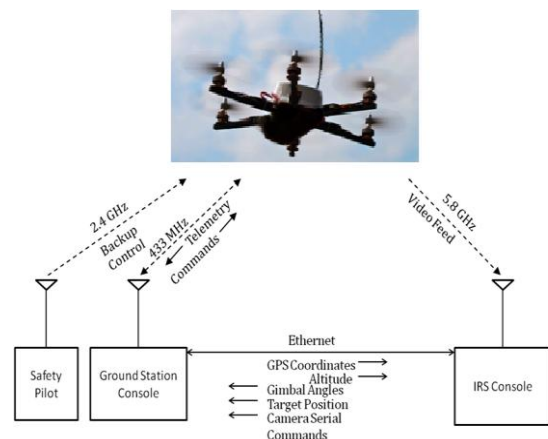 2.4 GHz
Backup
Control
433 MHz
Telemetry
Commands
5.8 GHz
Video Feed
Ethernet
GPS Coordinates
Altitude
Gimbal Angles
Target Position
Camera Serial
Commands
Safety
Pilot
Ground Station
Console
IRS Console